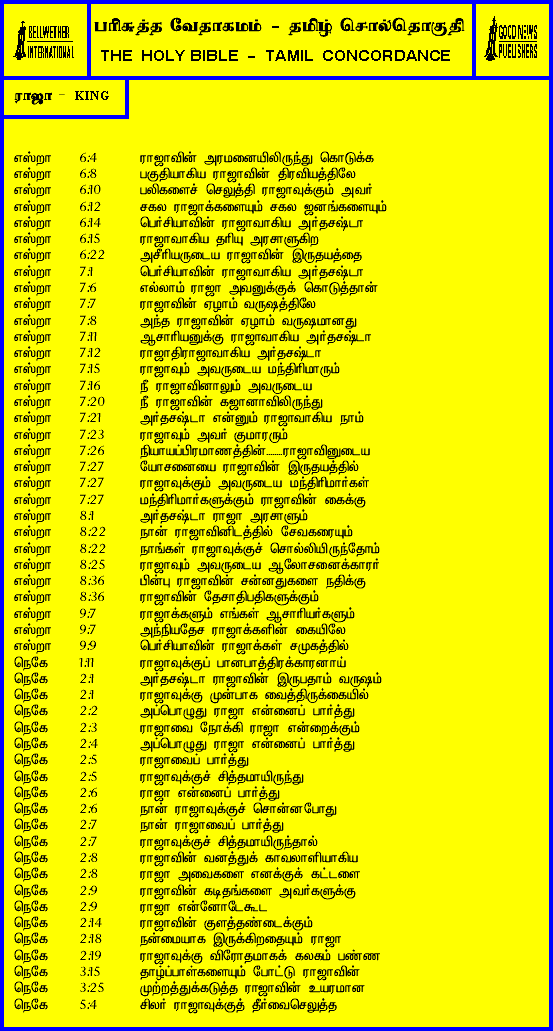 BELLWETHER
INTERNATIONAL
பரிசுத்த வேதாகமம் - தமிழ் சொல்தொகுதி
THE HOLY BIBLE - TAMIL CONCORDANCE
GOOD NEWS
PUBLISHERS
ராஜா - KING
எஸ்றா 6:4 ராஜாவின் அரமனையிலிருந்து கொடுக்க
எஸ்றா 6:8 பகுதியாகிய ராஜாவின் திரவியத்திலே
எஸ்றா 6:10 பலிகளைச் செலுத்தி ராஜாவுக்கும் அவர்
எஸ்றா 6:12 சகல ராஜாக்களையும் சகல ஜனங்களையும்
எஸ்றா 6:14 பெர்சியாவின் ராஜாவாகிய அர்தசஷ்டா
எஸ்றா 6:15 ராஜாவாகிய தரியு அரசாளுகிற
எஸ்றா 6:22 அசீரியருடைய ராஜாவின் இருதயத்தை
எஸ்றா 7:1 பெர்சியாவின் ராஜாவாகிய அர்தசஷ்டா
எஸ்றா 7:6 எல்லாம் ராஜா அவனுக்குக் கொடுத்தான்
எஸ்றா 7:7 ராஜாவின் ஏழாம் வருஷத்திலே
எஸ்றா 7:8 அந்த ராஜாவின் ஏழாம் வருஷமானது
எஸ்றா 7:11 ஆசாரியனுக்கு ராஜாவாகிய அர்தசஷ்டா
எஸ்றா 7:12 ராஜாதிராஜாவாகிய அர்தசஷ்டா
எஸ்றா 7:15 ராஜாவும் அவருடைய மந்திரிமாரும்
எஸ்றா 7:16 நீ ராஜாவினாலும் அவருடைய
எஸ்றா 7:20 நீ ராஜாவின் கஜானாவிலிருந்து
எஸ்றா 7:21 அர்தசஷ்டா என்னும் ராஜாவாகிய நாம்
எஸ்றா 7:23 ராஜாவும் அவர் குமாரரும்
எஸ்றா 7:26 நியாயப்பிரமாணத்தின்.......ராஜாவினுடைய
எஸ்றா 7:27 யோசனையை ராஜாவின் இருதயத்தில்
எஸ்றா 7:27 ராஜாவுக்கும் அவருடைய மந்திரிமார்கள்
எஸ்றா 7:27 மந்திரிமார்களுக்கும் ராஜாவின் கைக்கு
எஸ்றா 8:1 அர்தசஷ்டா ராஜா அரசாளும்
எஸ்றா 8:22 நான் ராஜாவினிடத்தில் சேவகரையும்
எஸ்றா 8:22 நாங்கள் ராஜாவுக்குச் சொல்லியிருந்தோம்
எஸ்றா 8:25 ராஜாவும் அவருடைய ஆலோசனைக்காரர்
எஸ்றா 8:36 பின்பு ராஜாவின் சன்னதுகளை நதிக்கு
எஸ்றா 8:36 ராஜாவின் தேசாதிபதிகளுக்கும்
எஸ்றா 9:7 ராஜாக்களும் எங்கள் ஆசாரியர்களும்
எஸ்றா 9:7 அந்நியதேச ராஜாக்களின் கையிலே
எஸ்றா 9:9 பெர்சியாவின் ராஜாக்கள் சமுகத்தில்
நெகே 1:11 ராஜாவுக்குப் பானபாத்திரக்காரனாய்
நெகே 2:1 அர்தசஷ்டா ராஜாவின் இருபதாம் வருஷம்
நெகே 2:1 ராஜாவுக்கு முன்பாக வைத்திருக்கையில்
நெகே 2:2 அப்பொழுது ராஜா என்னைப் பார்த்து
நெகே 2:3 ராஜாவை நோக்கி ராஜா என்றைக்கும்
நெகே 2:4 அப்பொழுது ராஜா என்னைப் பார்த்து
நெகே 2:5 ராஜாவைப் பார்த்து
நெகே 2:5 ராஜாவுக்குச் சித்தமாயிருந்து
நெகே 2:6 ராஜா என்னைப் பார்த்து
நெகே 2:6 நான் ராஜாவுக்குச் சொன்னபோது
நெகே 2:7 நான் ராஜாவைப் பார்த்து
நெகே 2:7 ராஜாவுக்குச் சித்தமாயிருந்தால்
நெகே 2:8 ராஜாவின் வனத்துக் காவலாளியாகிய
நெகே 2:8 ராஜா அவைகளை எனக்குக் கட்டளை
நெகே 2:9 ராஜாவின் கடிதங்களை அவர்களுக்கு
நெகே 2:9 ராஜா என்னோடேகூட
நெகே 2:14 ராஜாவின் குளத்தண்டைக்கும்
நெகே 2:18 நன்மையாக இருக்கிறதையும் ராஜா
நெகே 2:19 ராஜாவுக்கு விரோதமாகக் கலகம் பண்ண
நெகே 3:15 தாழ்ப்பாள்களையும் போட்டு ராஜாவின்
நெகே 3:25 முற்றத்துக்கடுத்த ராஜாவின் உயரமான
நெகே 5:4 சிலர் ராஜாவுக்குத் தீர்வைசெலுத்த